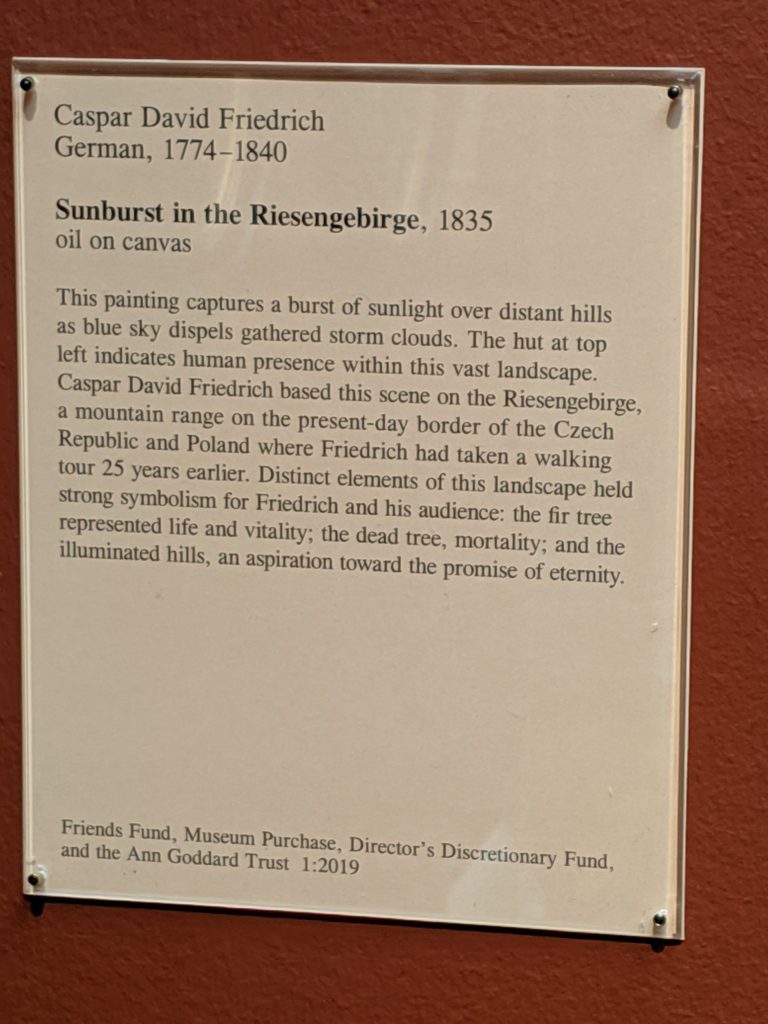 Caspar David Friedrich
German, 1774–1840
Sunburst in the Riesengebirge, 1835
oil on canvas
This painting captures a burst of sunlight over distant hills
as blue sky dispels gathered storm clouds. The hut at top
left indicates human presence within this vast landscape.
Caspar David Friedrich based this scene on the Riesengebirge,
a mountain range on the present-day border of the Czech
Republic and Poland where Friedrich had taken a walking
tour 25 years earlier. Distinct elements of this landscape held
strong symbolism for Friedrich and his audience: the fir tree
represented life and vitality; the dead tree, mortality; and the
illuminated hills, an aspiration toward the promise of eternity.
Friends Fund, Museum Purchase, Director's Discretionary Fund,
and the Ann Goddard Trust 1:2019